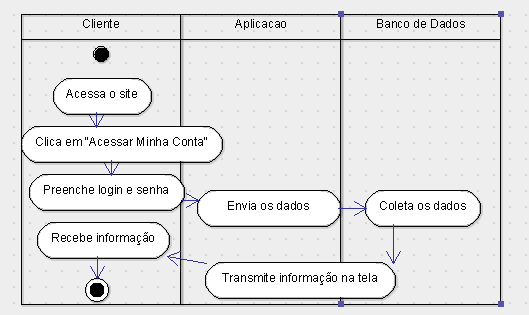 Cliente
Aplicacao
Banco de Dados
Acessa o site
Clica em "Acessar Minha Conta"
Preenche login e senha
Envia os dados
Coleta os dados
Recebe informação
Transmite informação na tela